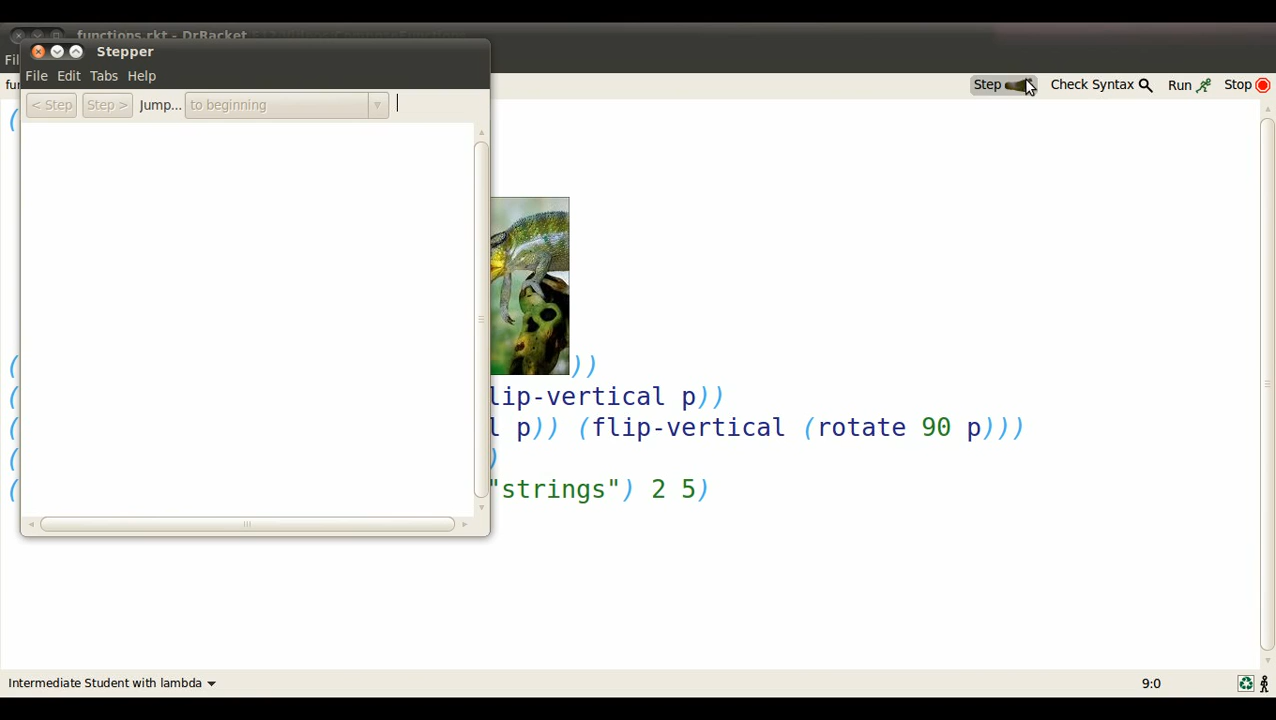 functions.rkt - DrRacket
Stepper
File Edit Tabs Help
Step Check Syntax Run Stop
< Step Step > Jump... to beginning
(
( ))
( lip-vertical p))
( l p)) (flip-vertical (rotate 90 p)))
( )
( "strings") 2 5)
Intermediate Student with lambda 9:0